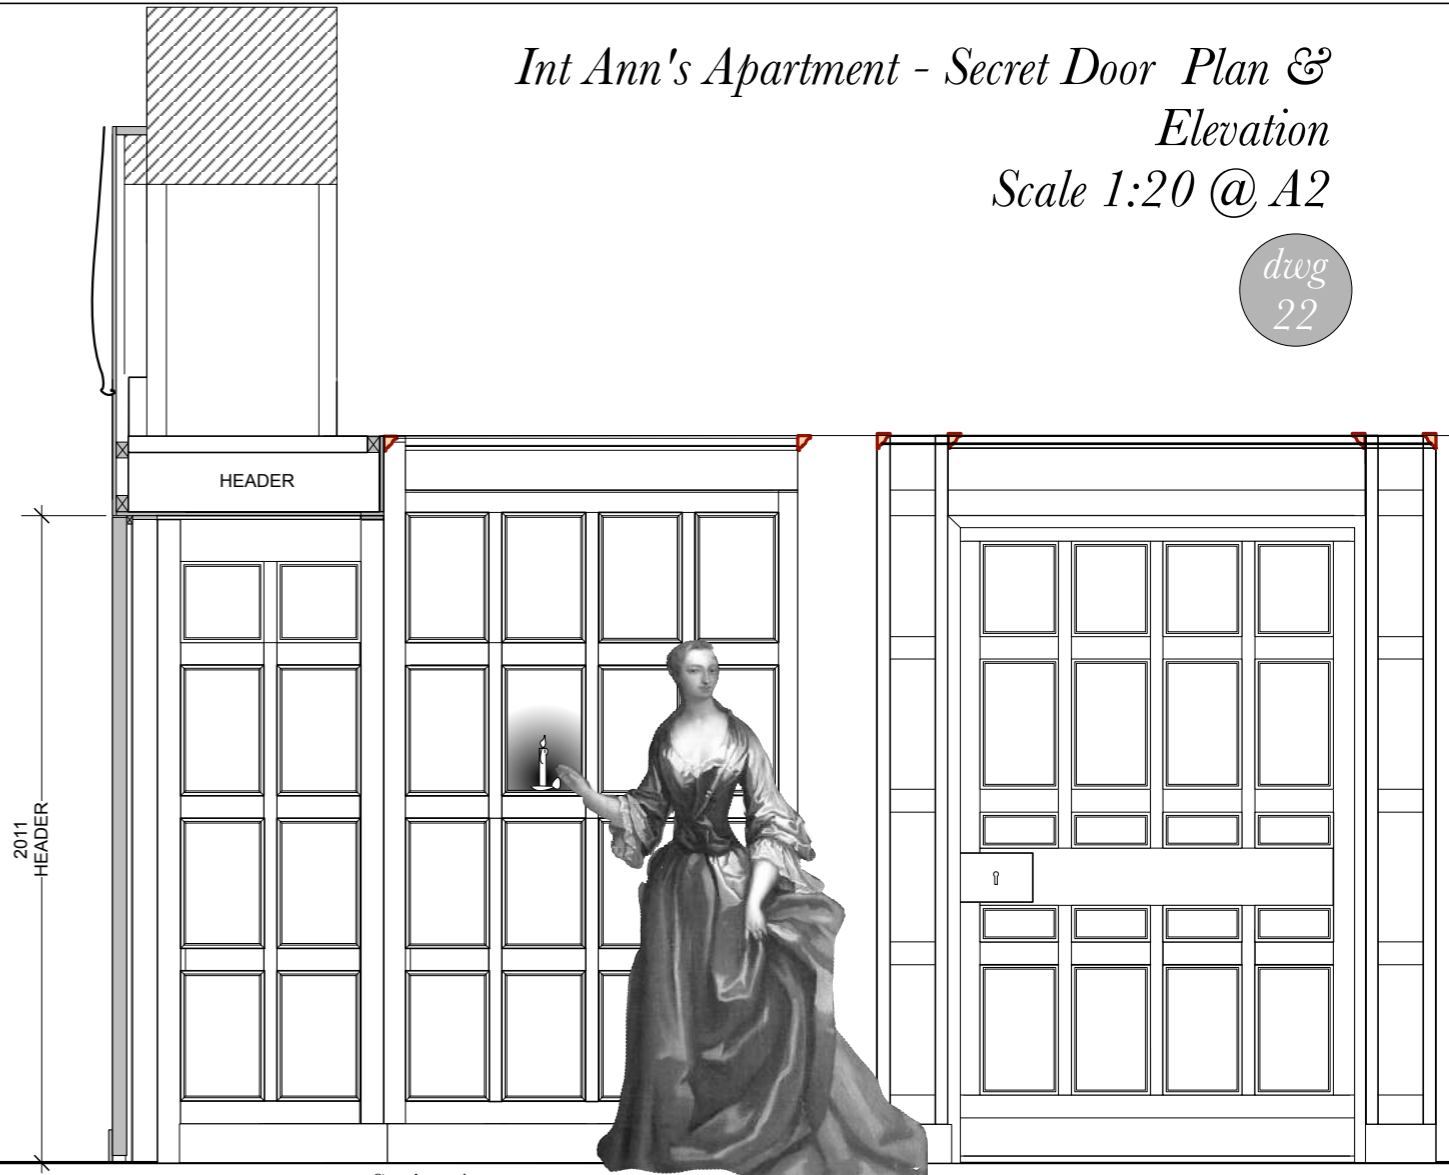 Int Ann's Apartment - Secret Door Plan &
Elevation
Scale 1:20 @ A2
dwg
22
HEADER
2011
HEADER